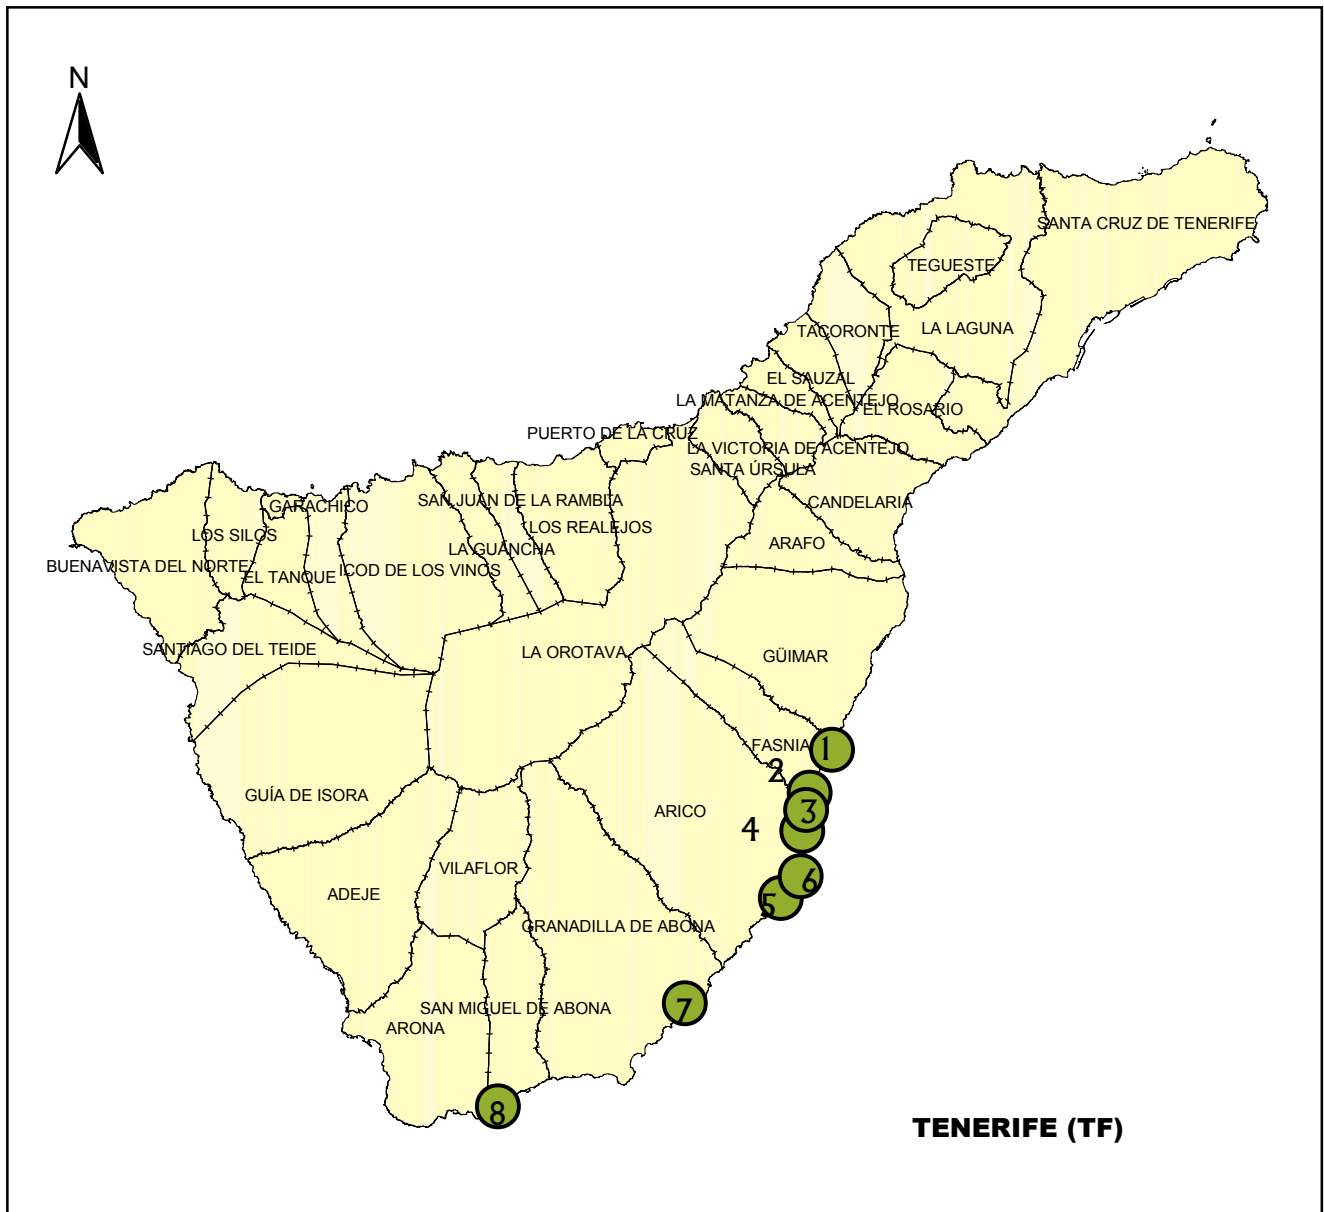 N
SANTA CRUZ DE TENERIFE
TEGUESTE
TACORONTE
LA LAGUNA
EL SAUZAL
LA MATANZA DE ACENTEJO
EL ROSARIO
PUERTO DE LA CRUZ
LA VICTORIA DE ACENTEJO
SANTA ÚRSULA
SAN JUAN DE LA RAMBLA
CANDELARIA
GARACHICO
LOS REALEJOS
LOS SILOS
ARAFO
LA GUANCHA
BUENAVISTA DEL NORTE
EL TANQUE
ICOD DE LOS VINOS
SANTIAGO DEL TEIDE
LA OROTAVA
GÜIMAR
FASNIA
1
2
GUÍA DE ISORA
ARICO
3
4
VILAFLOR
6
ADEJE
5
GRANADILLA DE ABONA
SAN MIGUEL DE ABONA
7
ARONA
8
TENERIFE (TF)